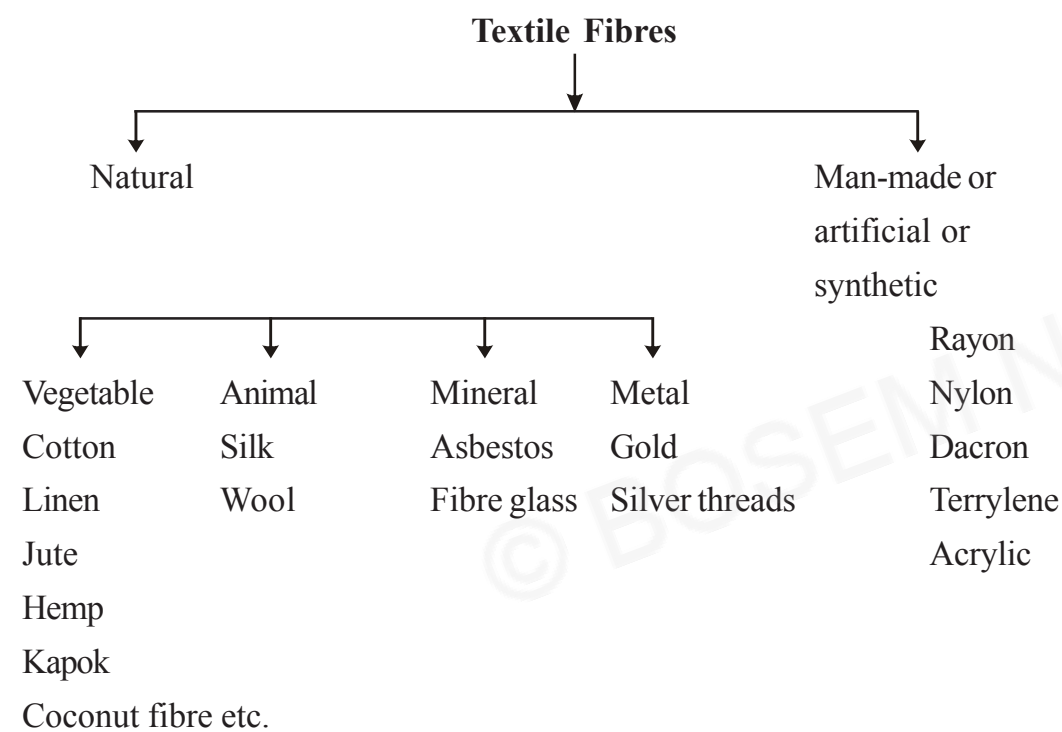 Textile Fibres
Natural
Man-made or
artificial or
synthetic
Rayon
Nylon
Dacron
Terrylene
Acrylic
Vegetable
Cotton
Linen
Jute
Hemp
Kapok
Coconut fibre etc.
Animal
Silk
Wool
Mineral
Asbestos
Fibre glass
Metal
Gold
Silver threads
© BOSEM